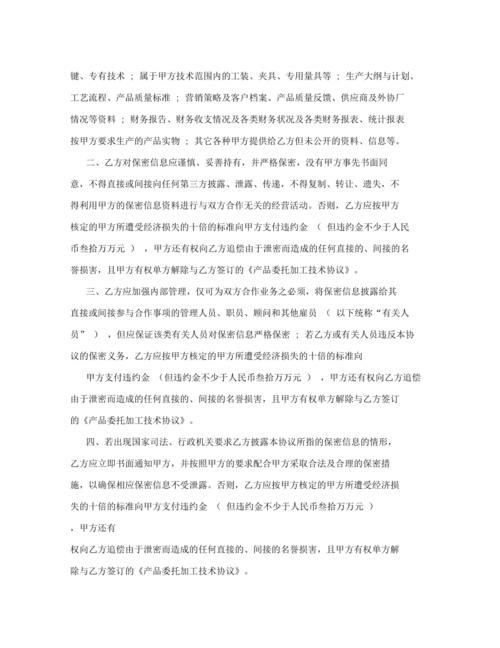 键、专有技术 ; 属于甲方技术范围内的工装、夹具、专用量具等 ; 生产大纲与计划、
工艺流程、产品质量标准 ; 营销策略及客户档案、产品质量反馈、供应商及外协厂
情况等资料 ; 财务报告、财务收支情况及各类财务状况及各类财务报表、统计报表
按甲方要求生产的产品实物 ; 其它各种甲方提供给乙方但未公开的资料、信息等。
二、乙方对保密信息应谨慎、妥善持有，并严格保密，没有甲方事先书面同
意，不得直接或间接向任何第三方披露、泄露、传递，不得复制、转让、遗失，不
得利用甲方的保密信息资料进行与双方合作无关的经营活动。否则，乙方应按甲方
核定的甲方所遭受经济损失的十倍的标准向甲方支付违约金 （ 但违约金不少于人民
币叁拾万万元 ） ，甲方还有权向乙方追偿由于泄密而造成的任何直接的、间接的名
誉损害，且甲方有权单方解除与乙方签订的《产品委托加工技术协议》。
三、乙方应加强内部管理，仅可为双方合作业务之必须，将保密信息披露给其
直接或间接参与合作事项的管理人员、职员、顾问和其他雇员 （ 以下统称“有关人
员” ） ，但应保证该类有关人员对保密信息严格保密 ; 若乙方或有关人员违反本协
议的保密义务，乙方应按甲方核定的甲方所遭受经济损失的十倍的标准向
甲方支付违约金 （但违约金不少于人民币叁拾万万元 ） ，甲方还有权向乙方追偿
由于泄密而造成的任何直接的、间接的名誉损害，且甲方有权单方解除与乙方签订
的《产品委托加工技术协议》。
四、若出现国家司法、行政机关要求乙方披露本协议所指的保密信息的情形，
乙方应立即书面通知甲方，并按照甲方的要求配合甲方采取合法及合理的保密措
施，以确保相应保密信息不受泄露。否则，乙方应按甲方核定的甲方所遭受经济损
失的十倍的标准向甲方支付违约金 （ 但违约金不少于人民币叁拾万万元 ）
，甲方还有
权向乙方追偿由于泄密而造成的任何直接的、间接的名誉损害，且甲方有权单方解
除与乙方签订的《产品委托加工技术协议》。